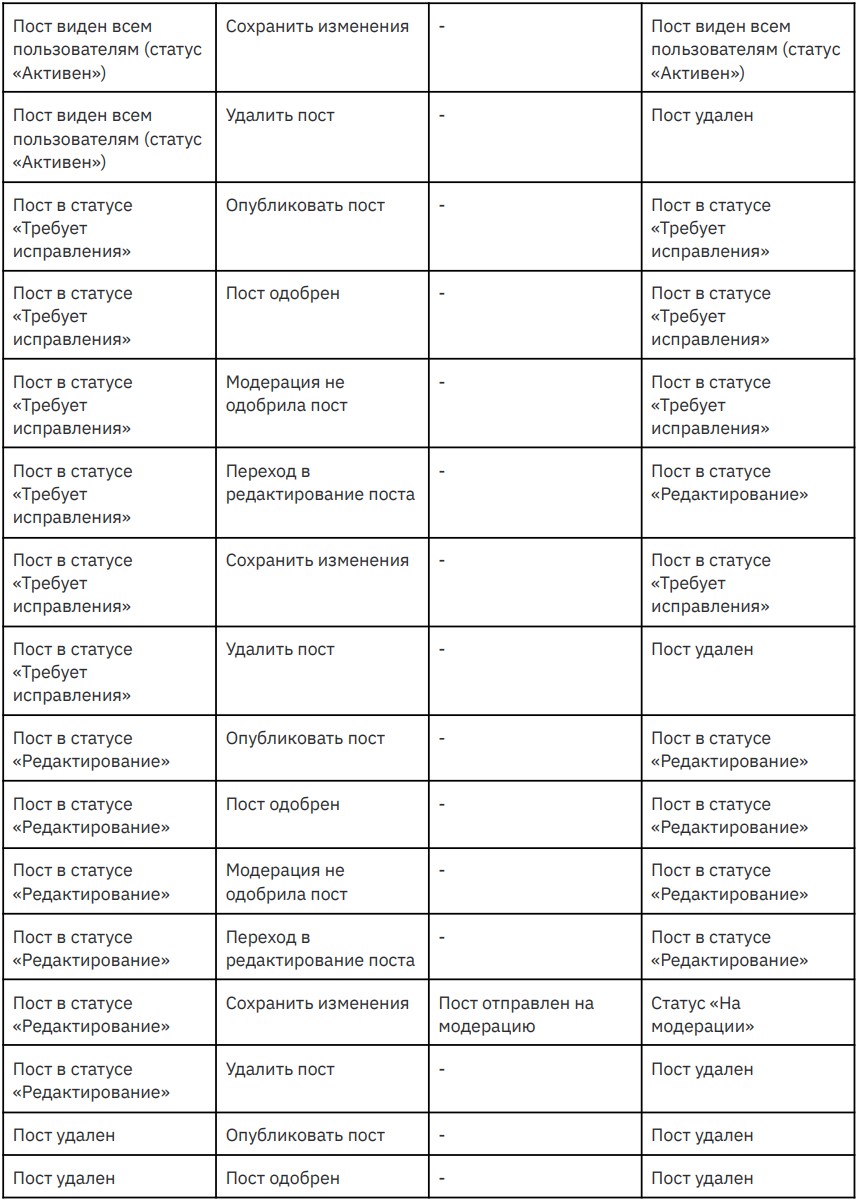 Пост виден всем
пользователям (статус
«Активен»)
Сохранить изменения
-
Пост виден всем
пользователям (статус
«Активен»)
Пост виден всем
пользователям (статус
«Активен»)
Удалить пост
-
Пост удален
Пост в статусе
«Требует
исправления»
Опубликовать пост
-
Пост в статусе
«Требует
исправления»
Пост в статусе
«Требует
исправления»
Пост одобрен
-
Пост в статусе
«Требует
исправления»
Пост в статусе
«Требует
исправления»
Модерация не
одобрила пост
-
Пост в статусе
«Требует
исправления»
Пост в статусе
«Требует
исправления»
Переход в
редактирование поста
-
Пост в статусе
«Редактирование»
Пост в статусе
«Требует
исправления»
Сохранить изменения
-
Пост в статусе
«Требует
исправления»
Пост в статусе
«Требует
исправления»
Удалить пост
-
Пост удален
Пост в статусе
«Редактирование»
Опубликовать пост
-
Пост в статусе
«Редактирование»
Пост в статусе
«Редактирование»
Пост одобрен
-
Пост в статусе
«Редактирование»
Пост в статусе
«Редактирование»
Модерация не
одобрила пост
-
Пост в статусе
«Редактирование»
Пост в статусе
«Редактирование»
Переход в
редактирование поста
-
Пост в статусе
«Редактирование»
Пост в статусе
«Редактирование»
Сохранить изменения
Пост отправлен на
модерацию
Статус «На
модерации»
Пост в статусе
«Редактирование»
Удалить пост
-
Пост удален
Пост удален
Опубликовать пост
-
Пост удален
Пост удален
Пост одобрен
-
Пост удален